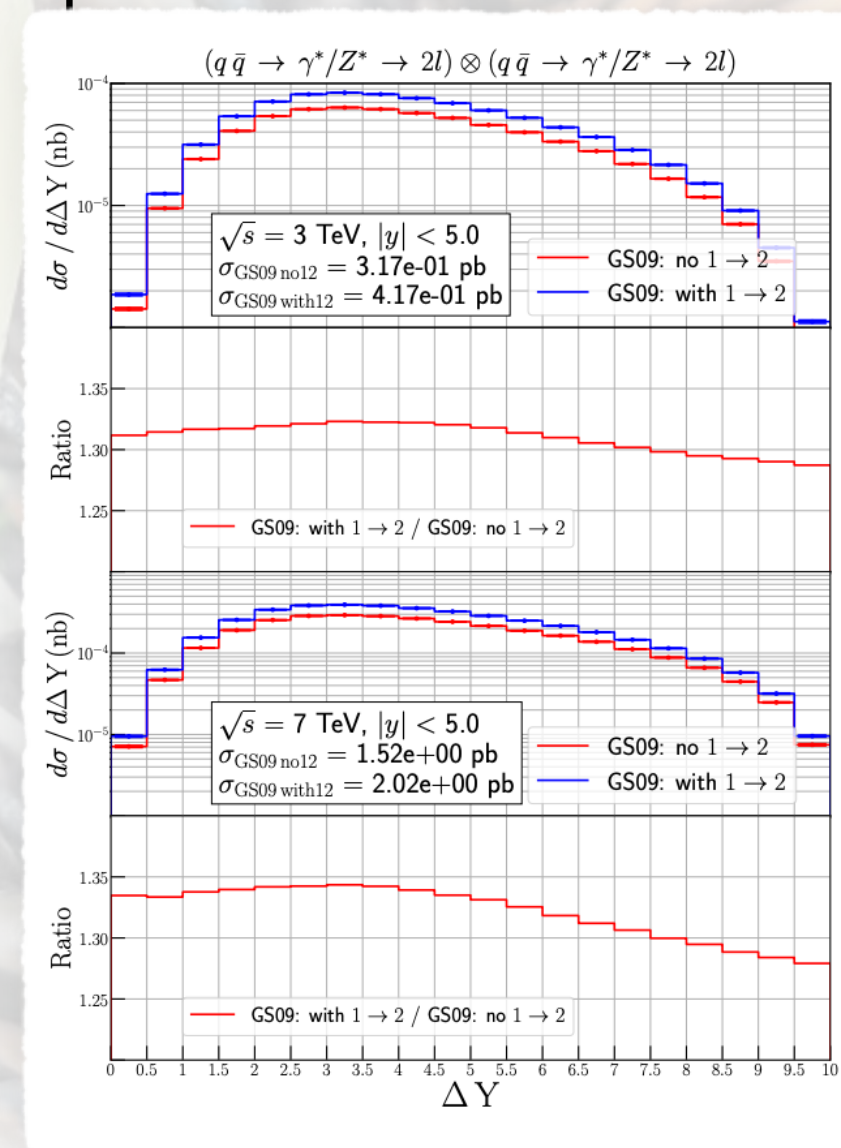 (q q̄ → γ*/Z* → 2l) ⊗ (q q̄ → γ*/Z* → 2l)
dσ / dΔ Y (nb)
10⁻⁴
10⁻⁵
√s = 3 TeV, |y| < 5.0
σ_GS09 no12 = 3.17e-01 pb
σ_GS09 with12 = 4.17e-01 pb
GS09: no 1 → 2
GS09: with 1 → 2
Ratio
1.35
1.30
1.25
GS09: with 1 → 2 / GS09: no 1 → 2
dσ / dΔ Y (nb)
10⁻⁴
10⁻⁵
√s = 7 TeV, |y| < 5.0
σ_GS09 no12 = 1.52e+00 pb
σ_GS09 with12 = 2.02e+00 pb
GS09: no 1 → 2
GS09: with 1 → 2
Ratio
1.35
1.30
1.25
GS09: with 1 → 2 / GS09: no 1 → 2
0 0.5 1 1.5 2 2.5 3 3.5 4 4.5 5 5.5 6 6.5 7 7.5 8 8.5 9 9.5 10
Δ Y